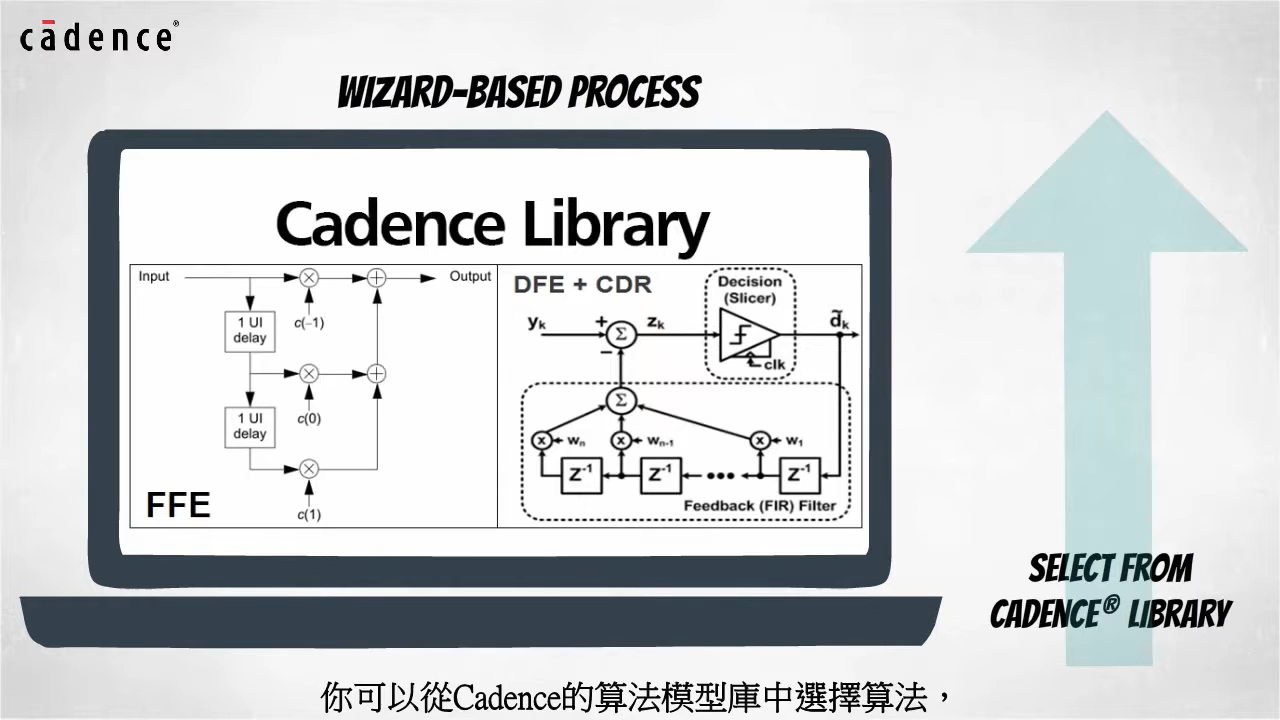 cādence®
WIZARD-BASED PROCESS
Cadence Library
Input
Output
c(–1)
1 UI
delay
c(0)
1 UI
delay
c(1)
FFE
DFE + CDR
Decision
(Slicer)
yk
+
Σ
zk
d̃k
–
clk
Σ
x
wn
x
wn-1
x
w1
Z-1
Z-1
•••
Z-1
Feedback (FIR) Filter
SELECT FROM
CADENCE® LIBRARY
你可以從Cadence的算法模型庫中選擇算法，